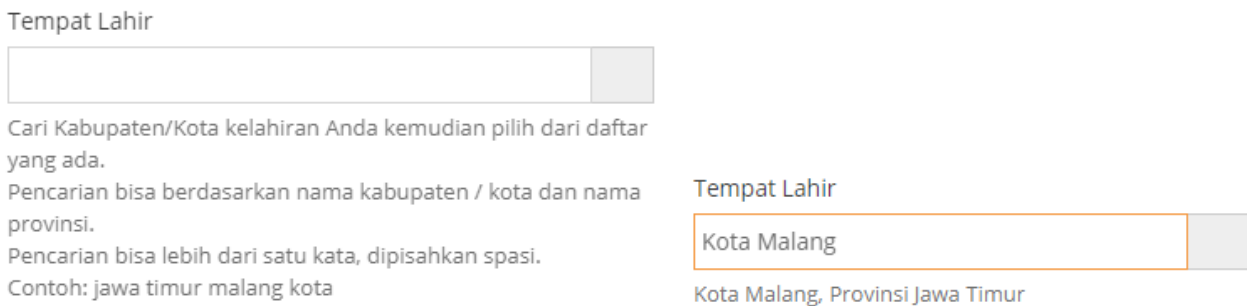 Tempat Lahir
Cari Kabupaten/Kota kelahiran Anda kemudian pilih dari daftar
yang ada.
Pencarian bisa berdasarkan nama kabupaten / kota dan nama
provinsi.
Pencarian bisa lebih dari satu kata, dipisahkan spasi.
Contoh: jawa timur malang kota
Tempat Lahir
Kota Malang
Kota Malang, Provinsi Jawa Timur